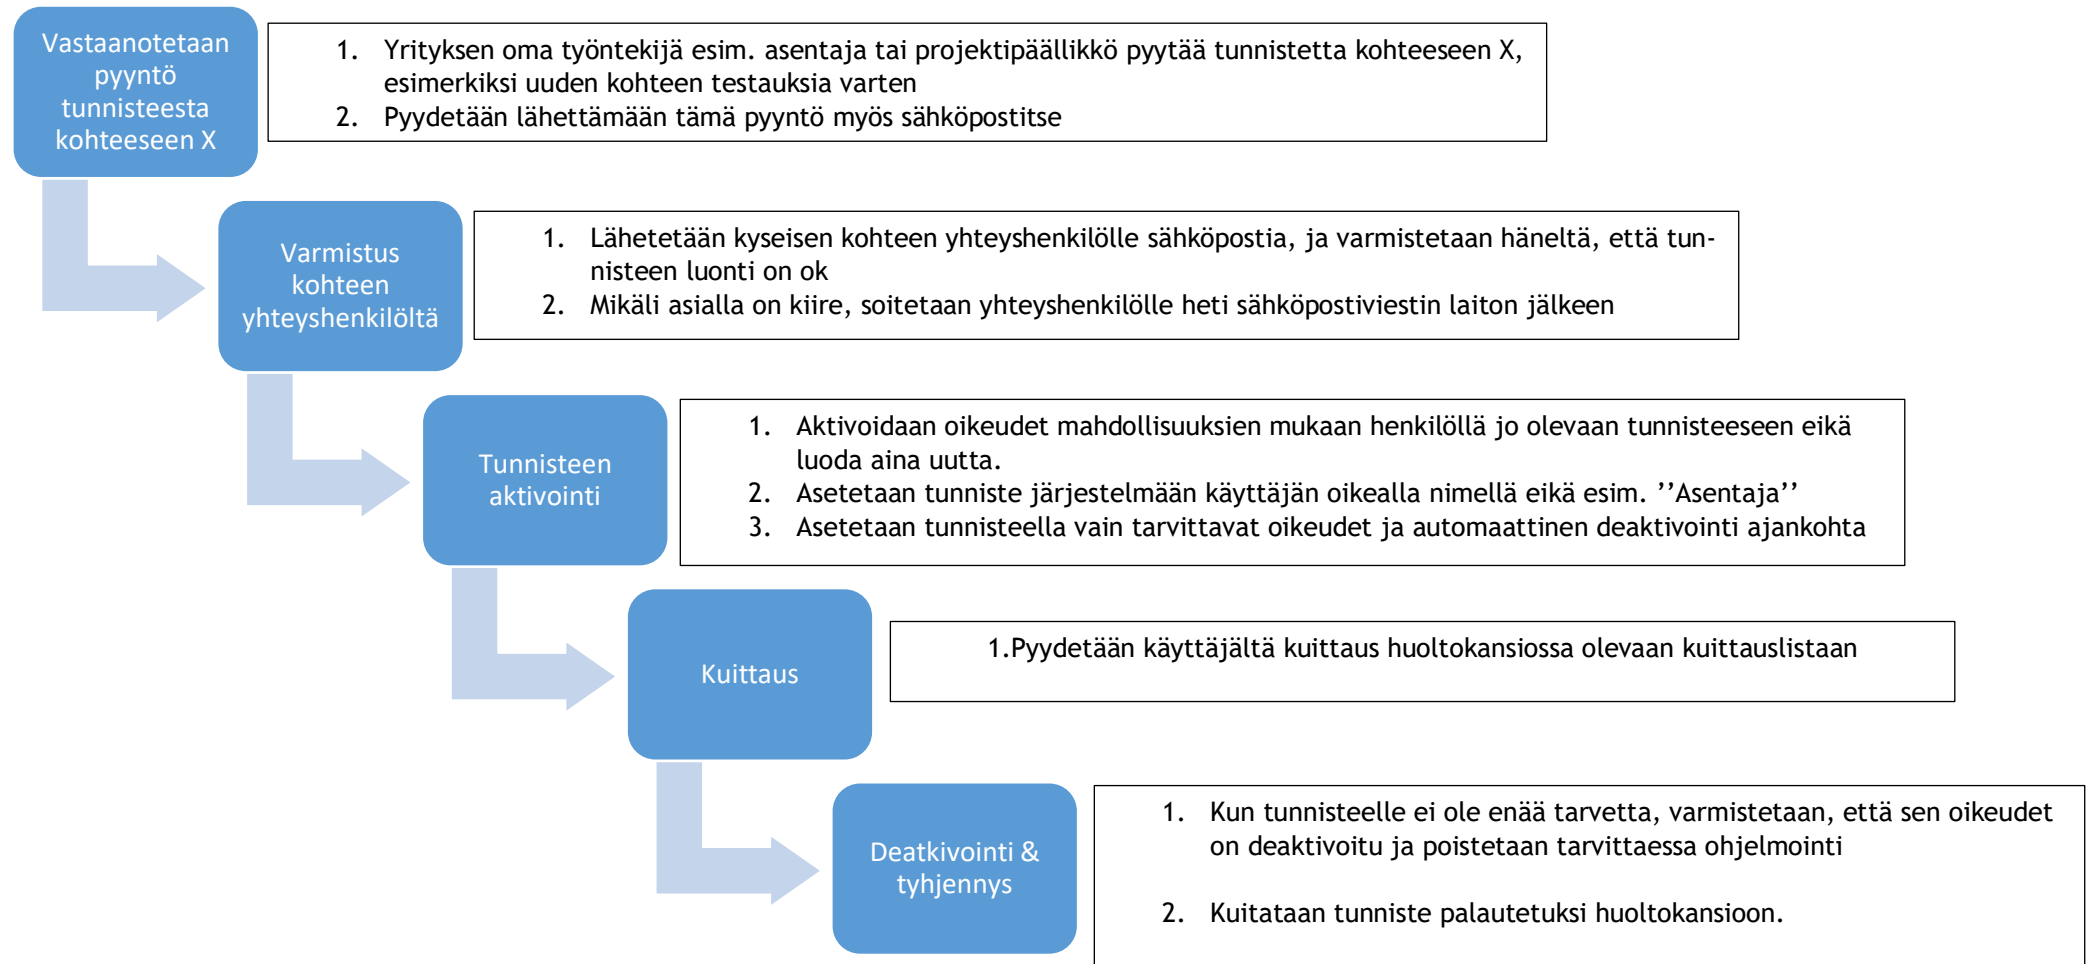 Vastaanotetaan
pyyntö
tunnisteesta
kohteeseen X
1. Yrityksen oma työntekijä esim. asentaja tai projektipäällikkö pyytää tunnistetta kohteeseen X,
esimerkiksi uuden kohteen testauksia varten
2. Pyydetään lähettämään tämä pyyntö myös sähköpostitse
Varmistus
kohteen
yhteyshenkilöltä
1. Lähetetään kyseisen kohteen yhteyshenkilölle sähköpostia, ja varmistetaan häneltä, että tun-
nisteen luonti on ok
2. Mikäli asialla on kiire, soitetaan yhteyshenkilölle heti sähköpostiviestin laiton jälkeen
Tunnisteen
aktivointi
1. Aktivoidaan oikeudet mahdollisuuksien mukaan henkilöllä jo olevaan tunnisteeseen eikä
luoda aina uutta.
2. Asetetaan tunniste järjestelmään käyttäjän oikealla nimellä eikä esim. ’’Asentaja’’
3. Asetetaan tunnisteella vain tarvittavat oikeudet ja automaattinen deaktivointi ajankohta
Kuittaus
1.Pyydetään käyttäjältä kuittaus huoltokansiossa olevaan kuittauslistaan
Deatkivointi &
tyhjennys
1. Kun tunnisteelle ei ole enää tarvetta, varmistetaan, että sen oikeudet
on deaktivoitu ja poistetaan tarvittaessa ohjelmointi
2. Kuitataan tunniste palautetuksi huoltokansioon.